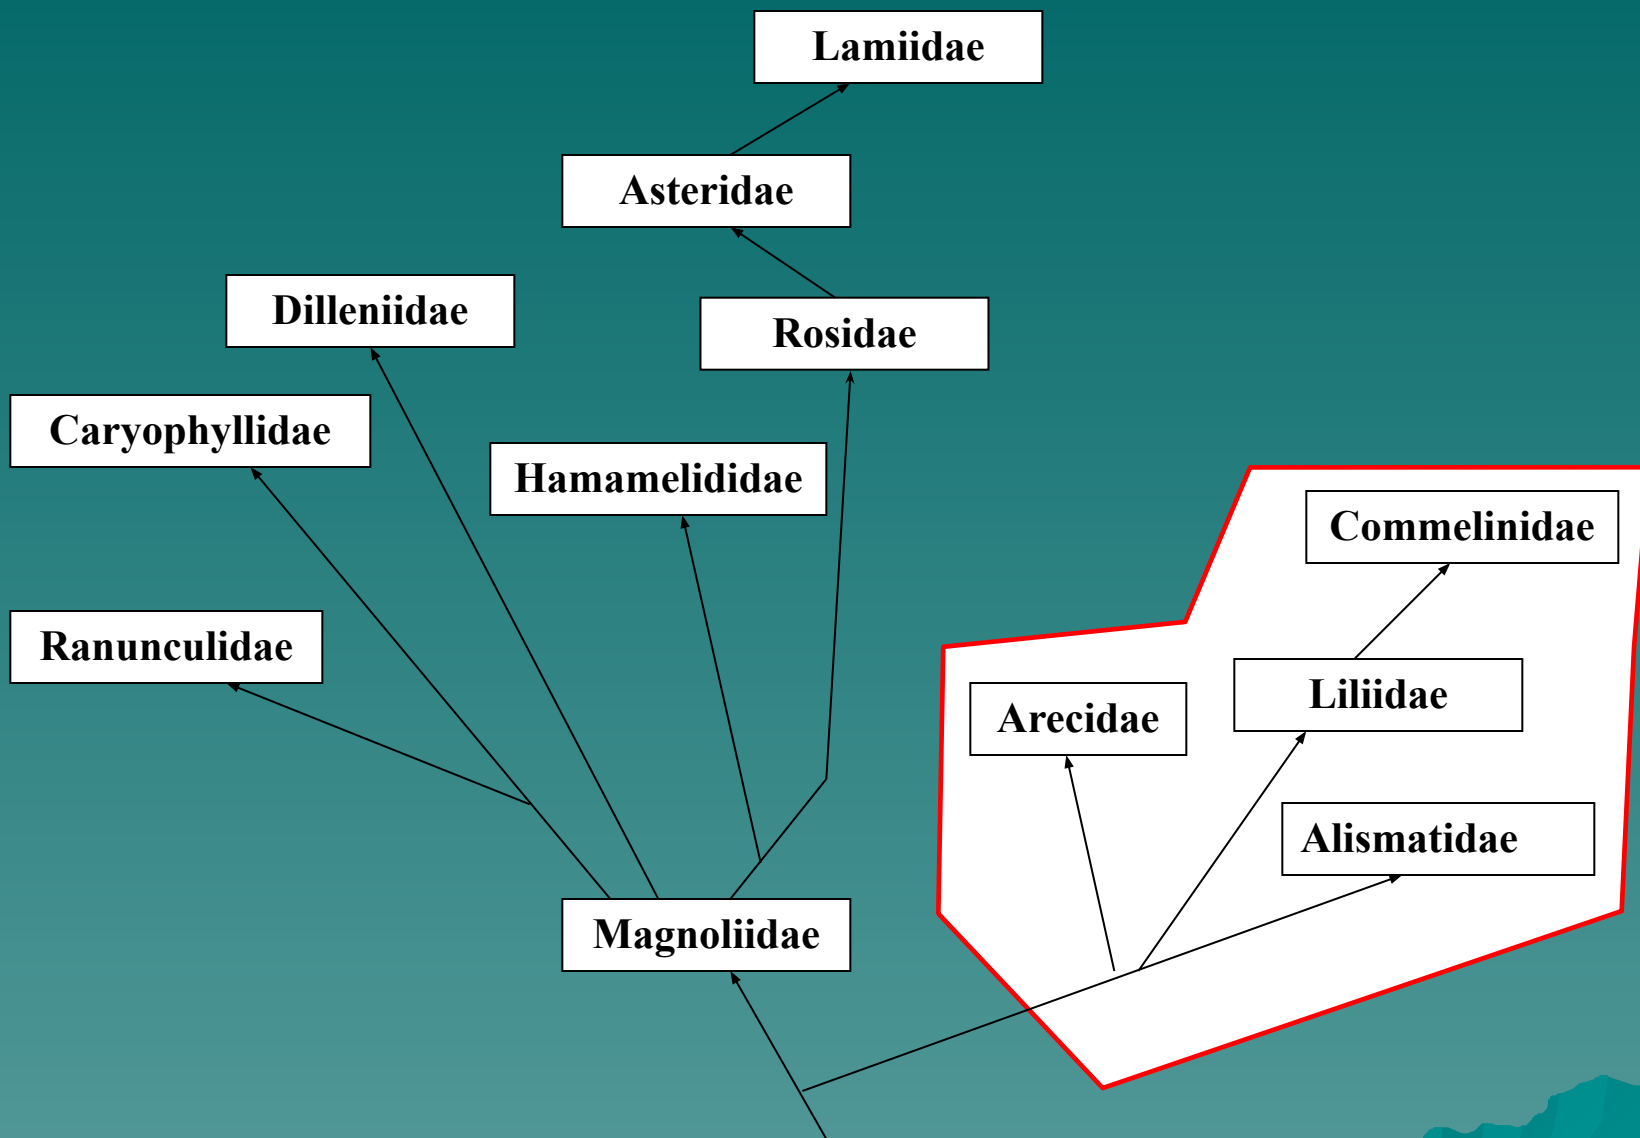 Lamiidae
Asteridae
Dilleniidae
Rosidae
Caryophyllidae
Hamamelididae
Commelinidae
Ranunculidae
Liliidae
Arecidae
Alismatidae
Magnoliidae